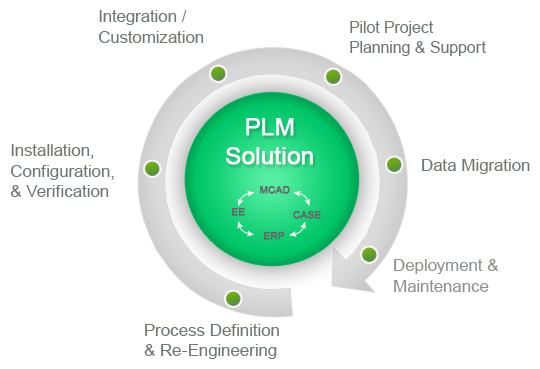 Integration /
Customization
Pilot Project
Planning & Support
Installation,
Configuration,
& Verification
PLM
Solution
MCAD
EE
CASE
ERP
Data Migration
Deployment &
Maintenance
Process Definition
& Re-Engineering